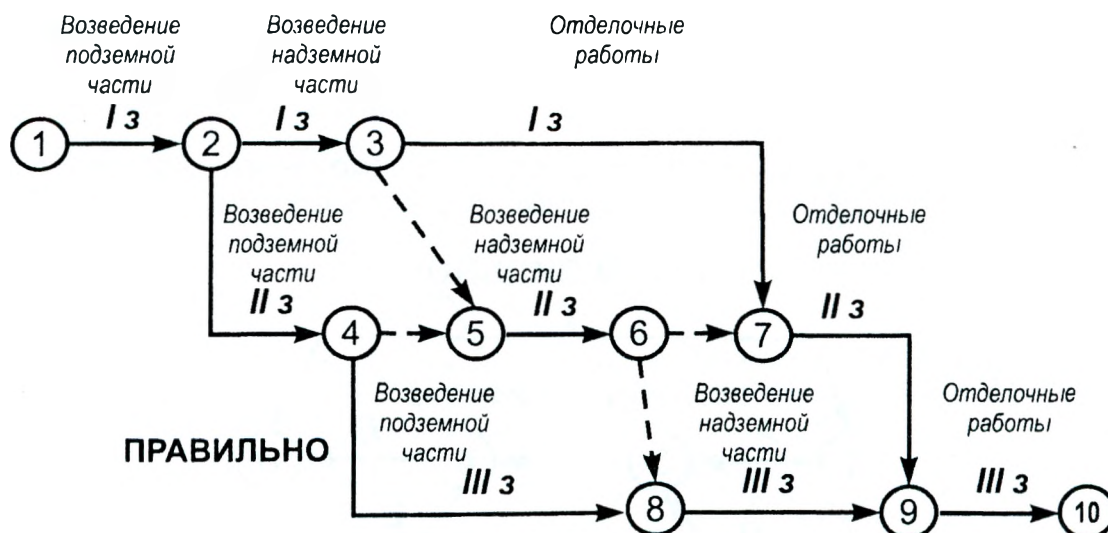 Возведение
подземной
части
I з
Возведение
надземной
части
I з
Отделочные
работы
I з
1
2
3
Возведение
подземной
части
II з
Возведение
надземной
части
II з
Отделочные
работы
II з
4
5
6
7
Возведение
подземной
части
III з
Возведение
надземной
части
III з
Отделочные
работы
III з
ПРАВИЛЬНО
8
9
10